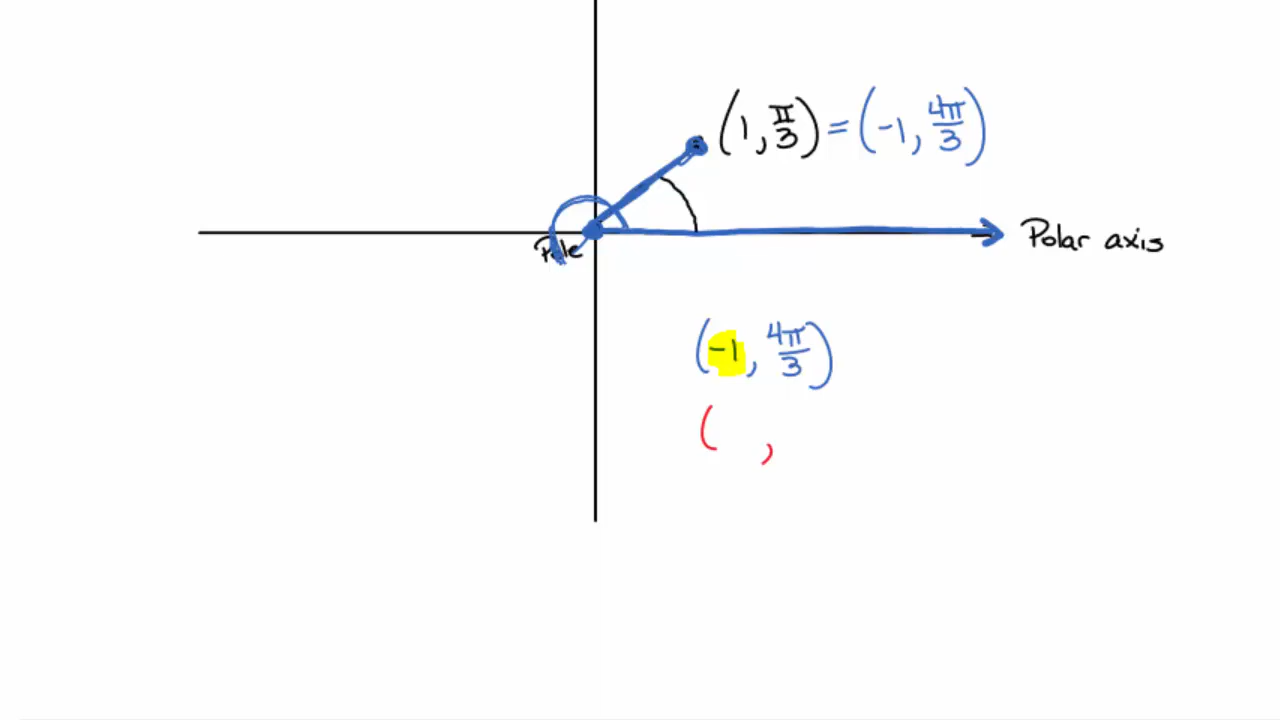 (1, π/3) = (-1, 4π/3)
Polar axis
Pole
(-1, 4π/3)
( ,